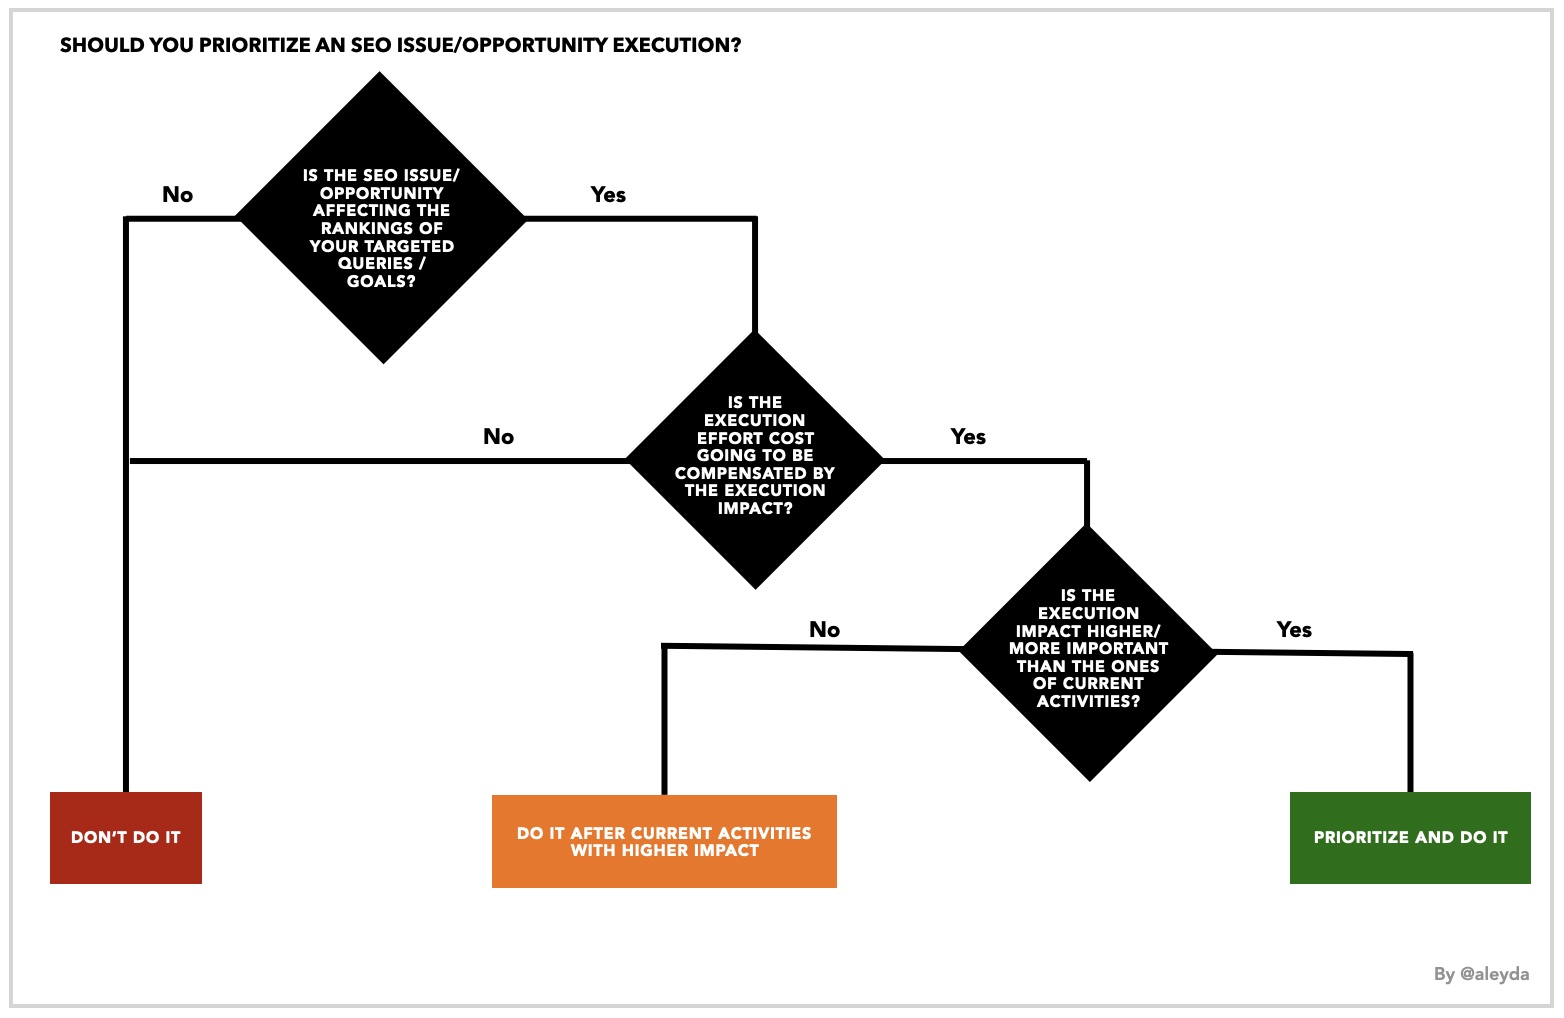 SHOULD YOU PRIORITIZE AN SEO ISSUE/OPPORTUNITY EXECUTION?
No
IS THE SEO ISSUE/
OPPORTUNITY
AFFECTING THE
RANKINGS OF
YOUR TARGETED
QUERIES /
GOALS?
Yes
No
IS THE
EXECUTION
EFFORT COST
GOING TO BE
COMPENSATED BY
THE EXECUTION
IMPACT?
Yes
No
IS THE
EXECUTION
IMPACT HIGHER/
MORE IMPORTANT
THAN THE ONES
OF CURRENT
ACTIVITIES?
Yes
DON'T DO IT
DO IT AFTER CURRENT ACTIVITIES
WITH HIGHER IMPACT
PRIORITIZE AND DO IT
By @aleyda